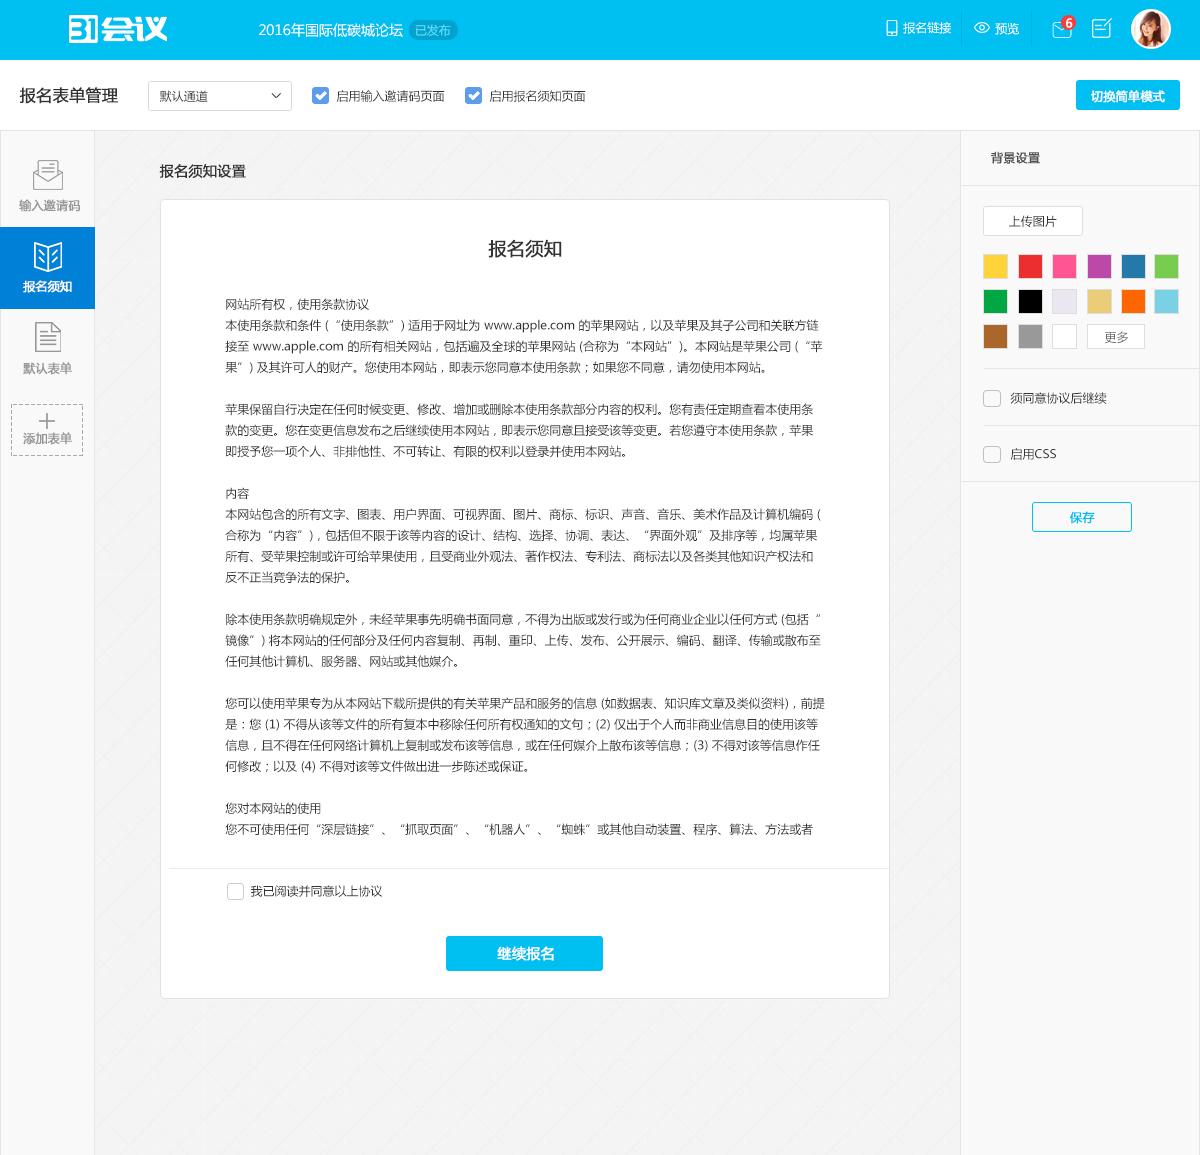 31会议
2016年国际低碳城论坛 已发布
报名链接
预览
6
报名表单管理
默认通道
启用输入邀请码页面
启用报名须知页面
切换简单模式
输入邀请码
报名须知
默认表单
添加表单
报名须知设置
报名须知
网站所有权，使用条款协议
本使用条款和条件 (“使用条款”) 适用于网址为 www.apple.com 的苹果网站，以及苹果及其子公司和关联方链
接至 www.apple.com 的所有相关网站，包括遍及全球的苹果网站 (合称为“本网站”)。本网站是苹果公司 (“苹
果”) 及其许可人的财产。您使用本网站，即表示您同意本使用条款；如果您不同意，请勿使用本网站。
苹果保留自行决定在任何时候变更、修改、增加或删除本使用条款部分内容的权利。您有责任定期查看本使用条
款的变更。您在变更信息发布之后继续使用本网站，即表示您同意且接受该等变更。若您遵守本使用条款，苹果
即授予您一项个人、非排他性、不可转让、有限的权利以登录并使用本网站。
内容
本网站包含的所有文字、图表、用户界面、可视界面、图片、商标、标识、声音、音乐、美术作品及计算机编码 (
合称为“内容”)，包括但不限于该等内容的设计、结构、选择、协调、表达、“界面外观”及排序等，均属苹果
所有、受苹果控制或许可给苹果使用，且受商业外观法、著作权法、专利法、商标法以及各类其他知识产权法和
反不正当竞争法的保护。
除本使用条款明确规定外，未经苹果事先明确书面同意，不得为出版或发行或为任何商业企业以任何方式 (包括“
镜像”) 将本网站的任何部分及任何内容复制、再制、重印、上传、发布、公开展示、编码、翻译、传输或散布至
任何其他计算机、服务器、网站或其他媒介。
您可以使用苹果专为从本网站下载所提供的有关苹果产品和服务的信息 (如数据表、知识库文章及类似资料)，前提
是：您 (1) 不得从该等文件的所有复本中移除任何所有权通知的文句；(2) 仅出于个人而非商业信息目的使用该等
信息，且不得在任何网络计算机上复制或发布该等信息，或在任何媒介上散布该等信息；(3) 不得对该等信息作任
何修改；以及 (4) 不得对该等文件做出进一步陈述或保证。
您对本网站的使用
您不可使用任何“深层链接”、“抓取页面”、“机器人”、“蜘蛛”或其他自动装置、程序、算法、方法或者
我已阅读并同意以上协议
继续报名
背景设置
上传图片
更多
须同意协议后继续
启用CSS
保存